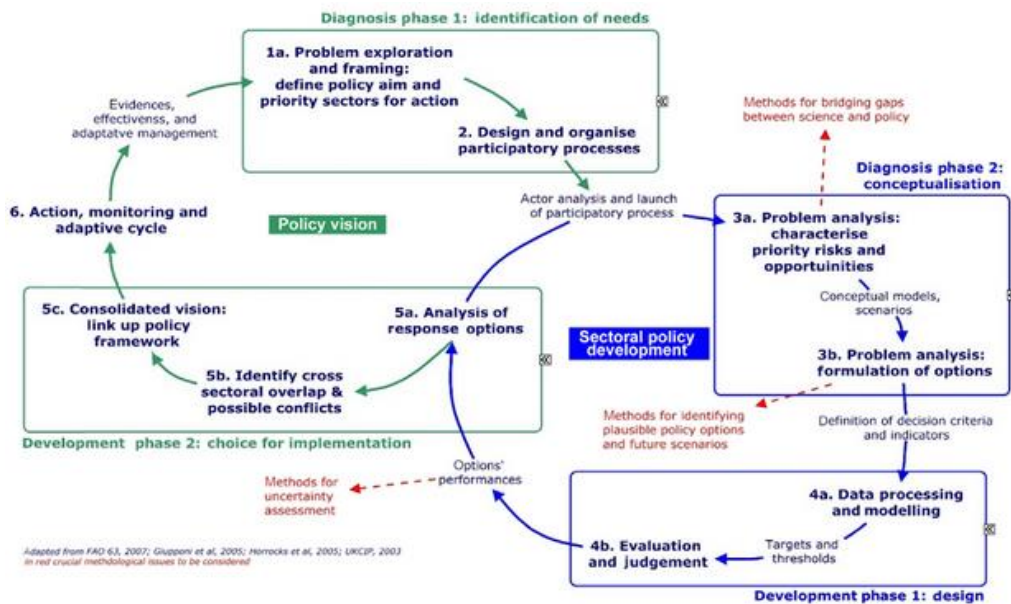 Diagnosis phase 1: identification of needs
1a. Problem exploration
and framing:
define policy aim and
priority sectors for action
2. Design and organise
participatory processes
Evidences,
effectivenss, and
adaptatve management
Methods for bridging gaps
between science and policy
Diagnosis phase 2:
conceptualisation
Actor analysis and launch
of participatory process
6. Action, monitoring and
adaptive cycle
Policy vision
3a. Problem analysis:
characterise
priority risks and
opportuinities
Conceptual models,
scenarios
3b. Problem analysis:
formulation of options
5c. Consolidated vision:
link up policy
framework
5a. Analysis of
response options
Sectoral policy
development
5b. Identify cross
sectoral overlap &
possible conflicts
Development phase 2: choice for implementation
Methods for identifying
plausible policy options
and future scenarios
Definition of decision criteria
and indicators
Options'
performances
Methods for
uncertainty
assessment
4a. Data processing
and modelling
Targets and
thresholds
4b. Evaluation
and judgement
Development phase 1: design
Adapted from FAO 63, 2007; Giupponi et al, 2005; Horrocks et al, 2005; UKCIP, 2003
in red crucial methdological issues to be considered